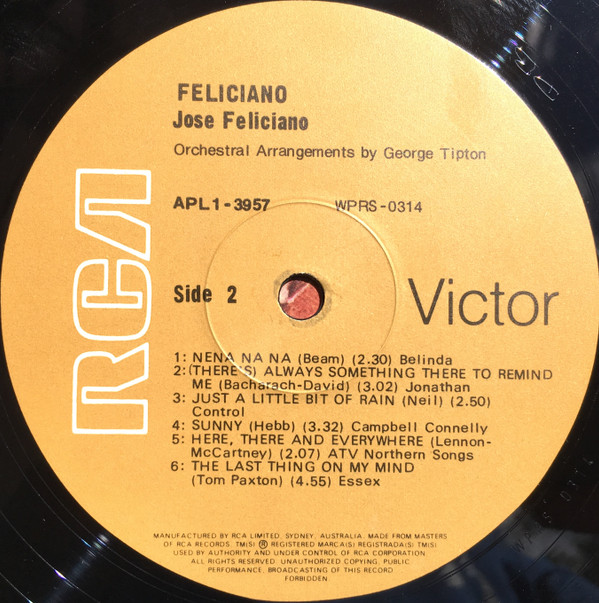 FELICIANO
Jose Feliciano
Orchestral Arrangements by George Tipton
APL1-3957 WPRS-0314
RCA
Side 2
Victor
1: NENA NA NA (Beam) (2.30) Belinda
2: (THERE'S) ALWAYS SOMETHING THERE TO REMIND
ME (Bacharach-David) (3.02) Jonathan
3: JUST A LITTLE BIT OF RAIN (Neil) (2.50)
Control
4: SUNNY (Hebb) (3.32) Campbell Connelly
5: HERE, THERE AND EVERYWHERE (Lennon-
McCartney) (2.07) ATV Northern Songs
6: THE LAST THING ON MY MIND
(Tom Paxton) (4.55) Essex
MANUFACTURED BY RCA LIMITED, SYDNEY, AUSTRALIA. MADE FROM MASTERS
OF RCA RECORDS. TM(S) ® REGISTERED MARCA(S) REGISTRADA(S) TM(S)
USED BY AUTHORITY AND UNDER CONTROL OF RCA CORPORATION.
ALL RIGHTS RESERVED. UNAUTHORIZED COPYING, PUBLIC
PERFORMANCE, BROADCASTING OF THIS RECORD
FORBIDDEN